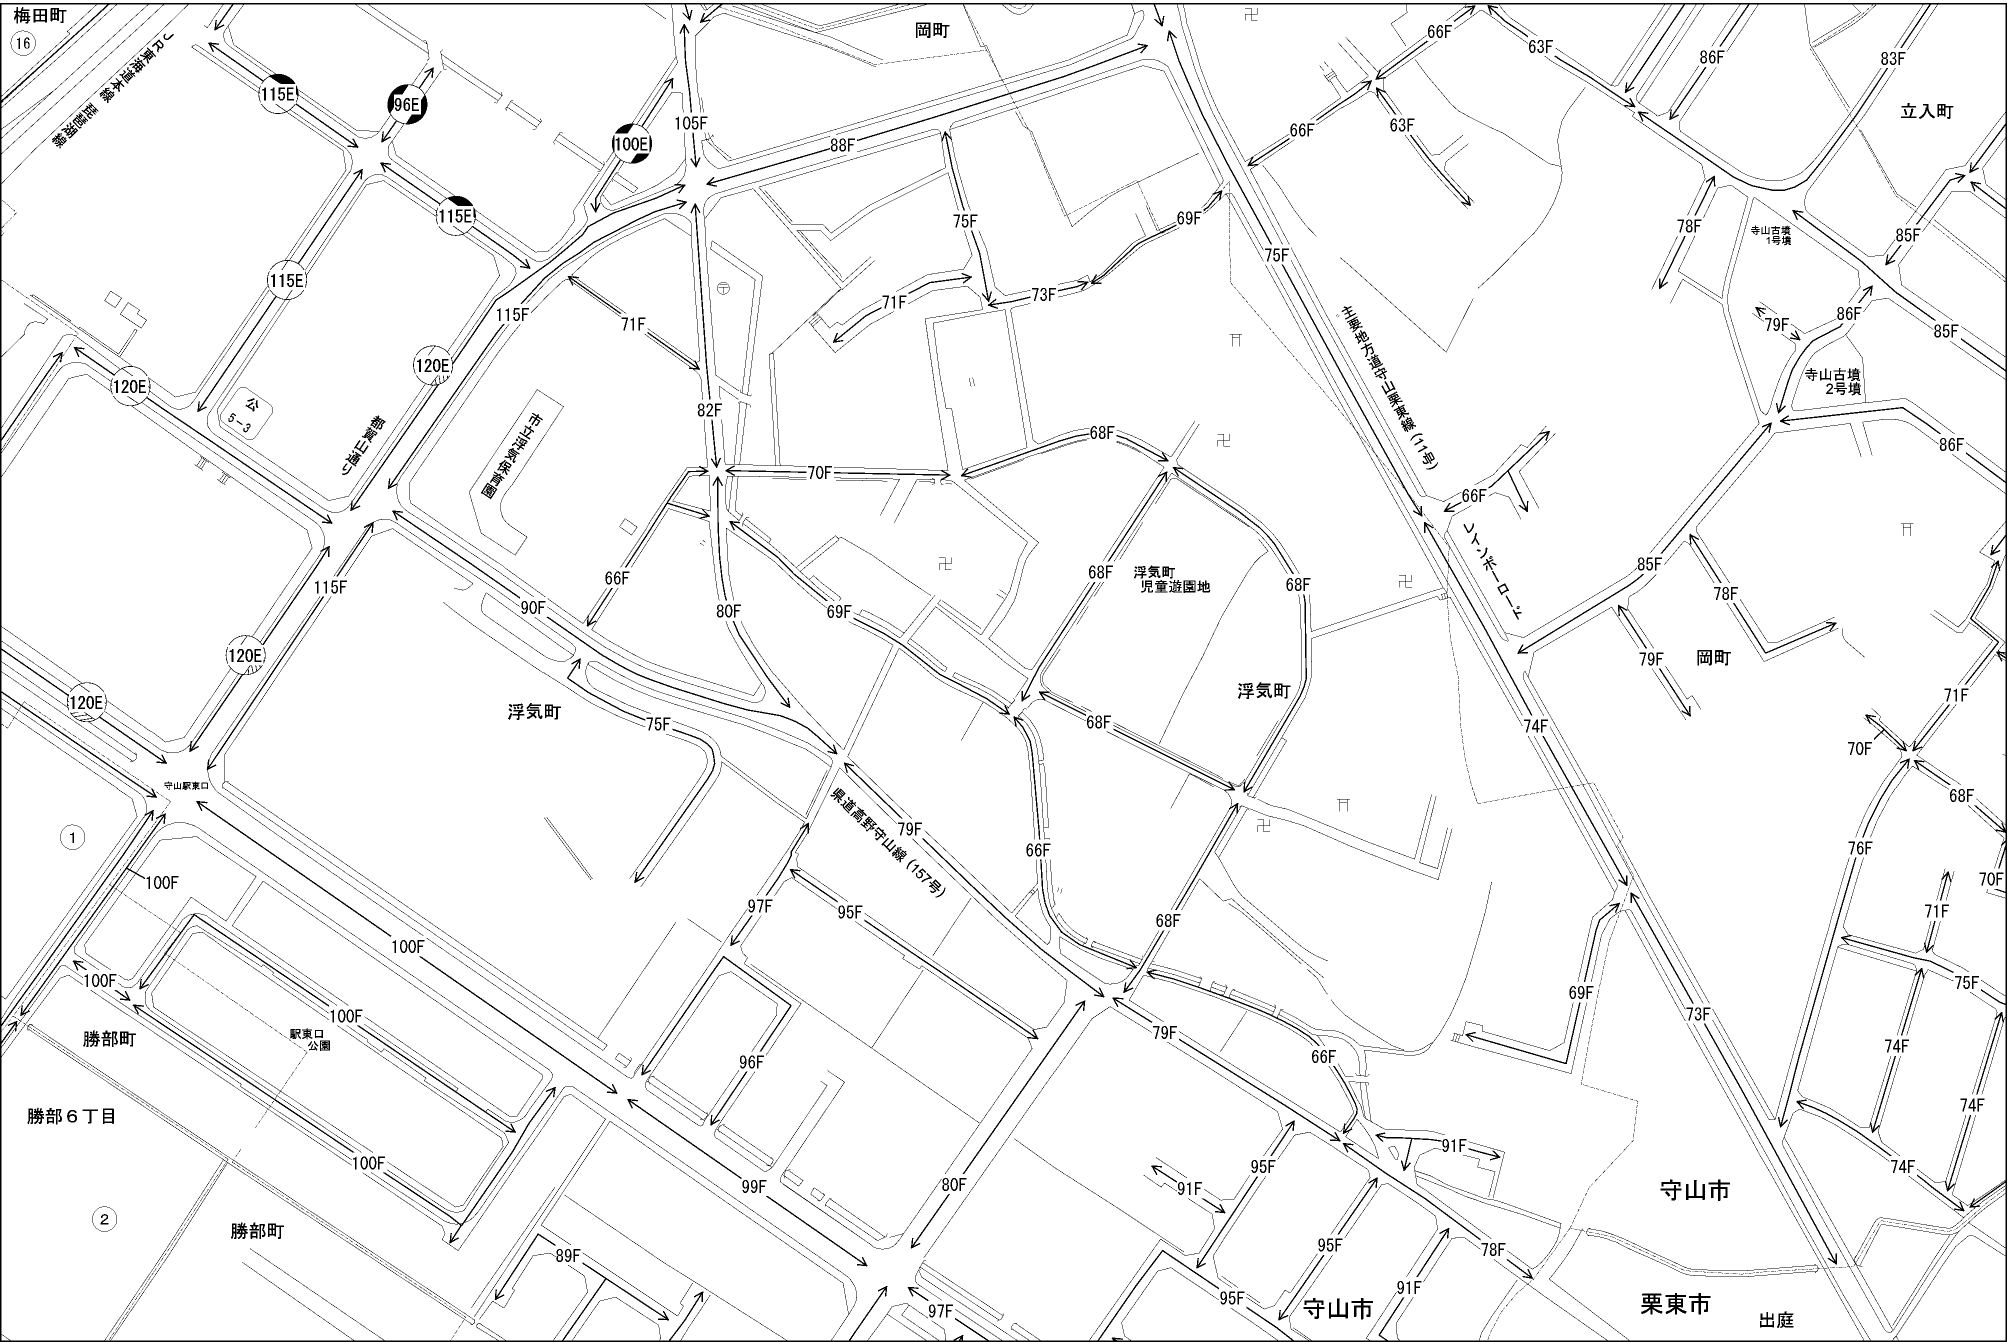 梅田町
16
JR東海道本線 琵琶湖線
岡町
115E
96E
100E
105F
88F
66F
63F
86F
83F
立入町
66F
63F
115E
75F
69F
75F
78F
寺山古墳
1号墳
85F
115E
115F
71F
71F
73F
主要地方道守山栗東線(11号)
79F
86F
85F
120E
120E
公
5-3
都賀山通り
市立浮気保育園
82F
寺山古墳
2号墳
70F
68F
86F
66F
レインボーロード
115F
66F
90F
80F
69F
68F
浮気町
児童遊園地
68F
85F
78F
120E
120E
浮気町
75F
浮気町
68F
79F
岡町
71F
74F
70F
守山駅東口
1
県道高野守山線(157号)
79F
68F
76F
66F
70F
100F
97F
95F
68F
71F
100F
100F
100F
駅東口
公園
勝部町
69F
75F
73F
79F
66F
74F
96F
74F
勝部6丁目
100F
99F
80F
91F
95F
91F
74F
守山市
2
勝部町
89F
95F
78F
91F
95F
97F
守山市
栗東市
出庭